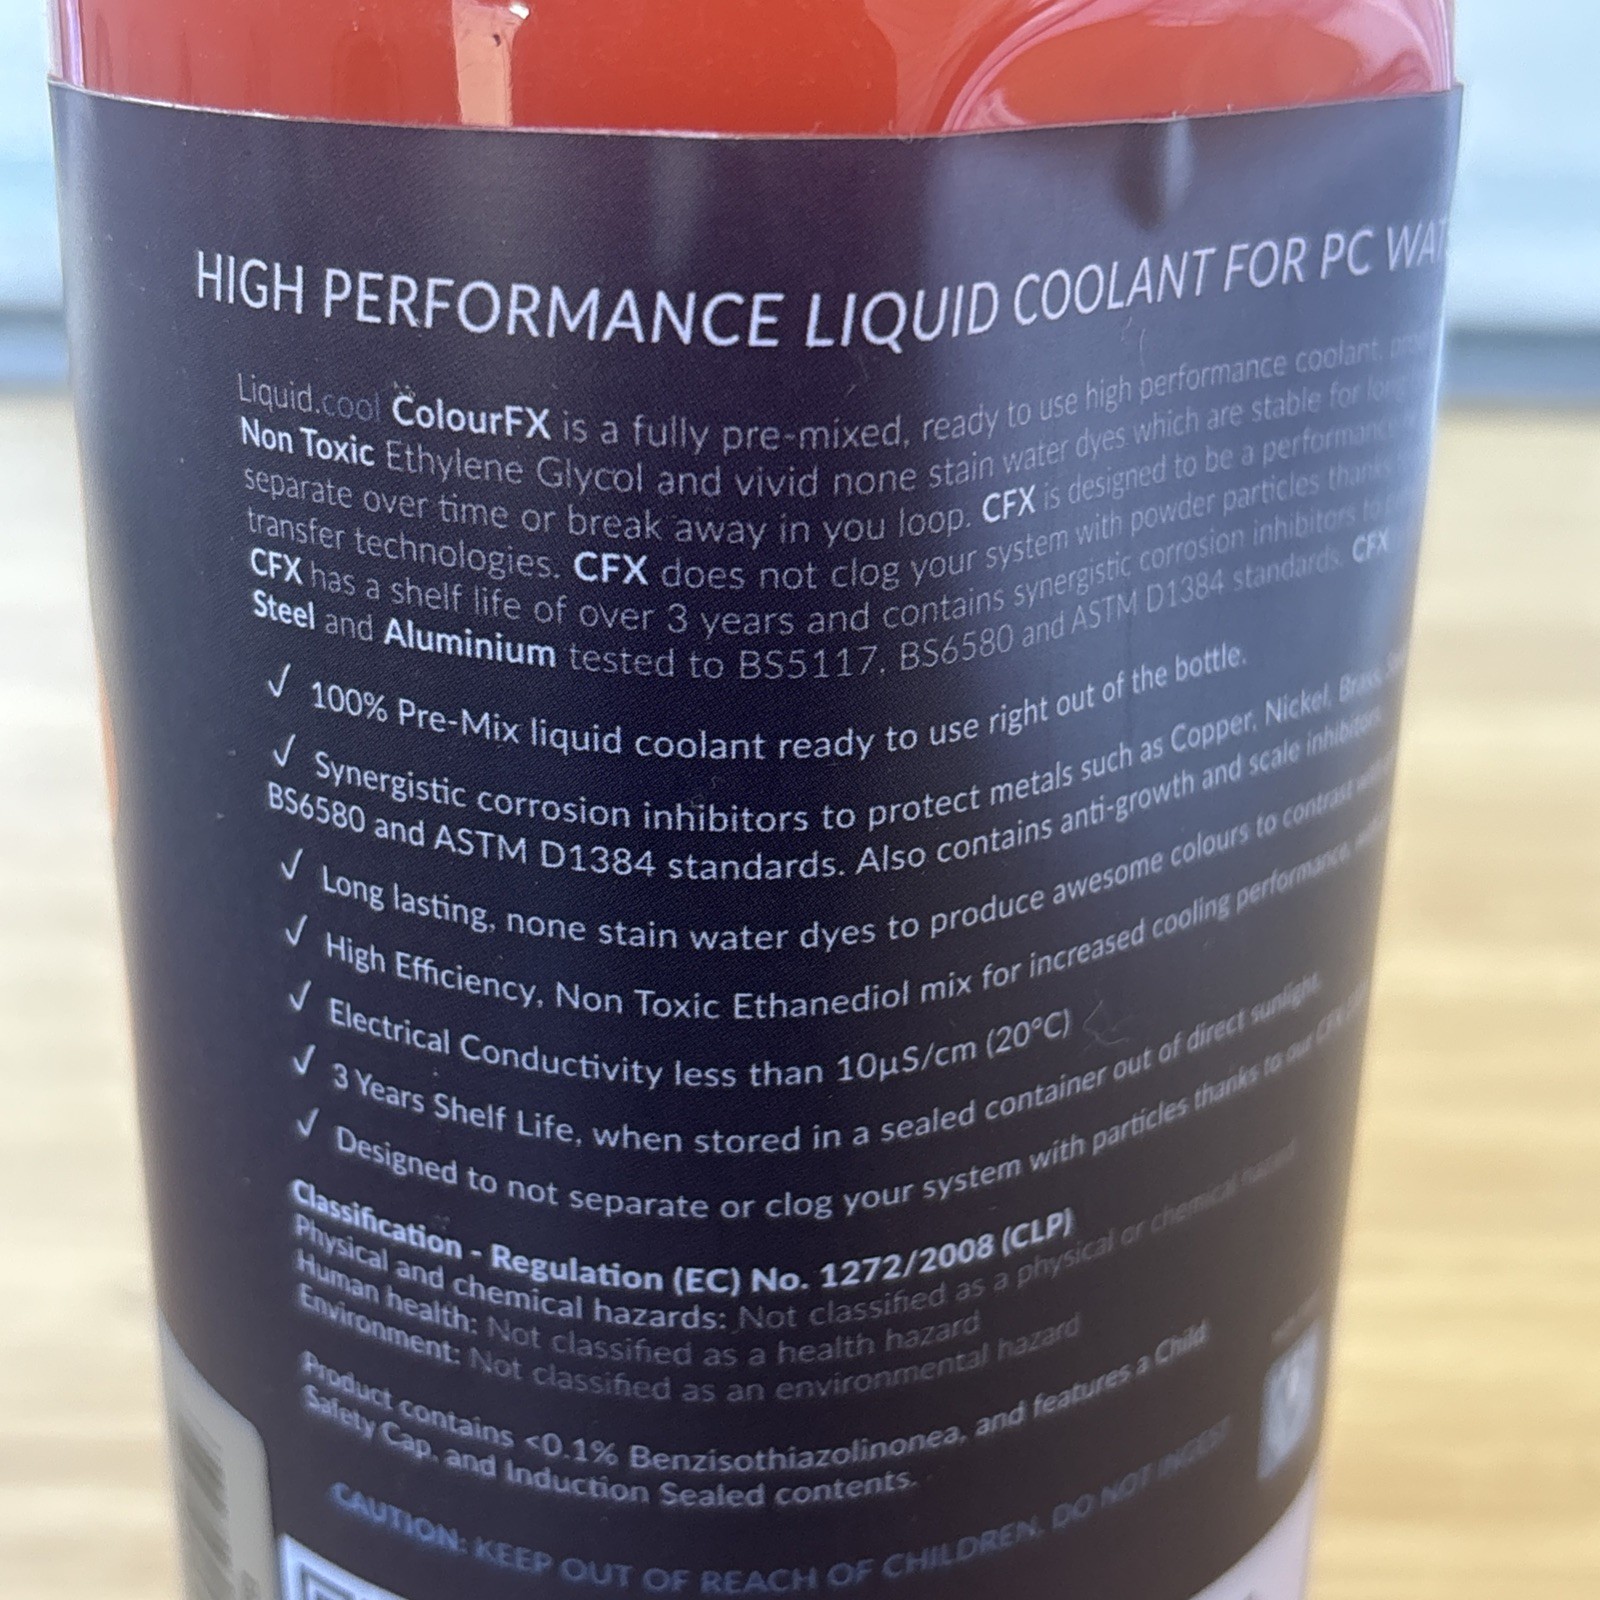 HIGH PERFORMANCE LIQUID COOLANT FOR PC
Liquid.cool ColourFX is a fully pre-mixed, ready to use high performance coolant,
Non Toxic Ethylene Glycol and vivid none stain water dyes which are stable for
separate over time or break away in you loop. CFX is designed to be a performance
transfer technologies. CFX does not clog your system with powder particles thanks
CFX has a shelf life of over 3 years and contains synergistic corrosion inhibitors to
Steel and Aluminium tested to BS5117, BS6580 and ASTM D1384 standards. CFX
✓ 100% Pre-Mix liquid coolant ready to use right out of the bottle.
✓ Synergistic corrosion inhibitors to protect metals such as Copper, Nickel, Brass,
BS6580 and ASTM D1384 standards. Also contains anti-growth and scale inhibitors.
✓ Long lasting, none stain water dyes to produce awesome colours to contrast
✓ High Efficiency, Non Toxic Ethanediol mix for increased cooling performance,
✓ Electrical Conductivity less than 10µS/cm (20°C)
✓ 3 Years Shelf Life, when stored in a sealed container out of direct sunlight.
✓ Designed to not separate or clog your system with particles thanks to our CFX
Classification - Regulation (EC) No. 1272/2008 (CLP)
Physical and chemical hazards: Not classified as a physical or chemical hazard
Human health: Not classified as a health hazard
Environment: Not classified as an environmental hazard
Product contains <0.1% Benzisothiazolinonea, and features a Child
Safety Cap, and Induction Sealed contents.
CAUTION: KEEP OUT OF REACH OF CHILDREN. DO NOT INGEST